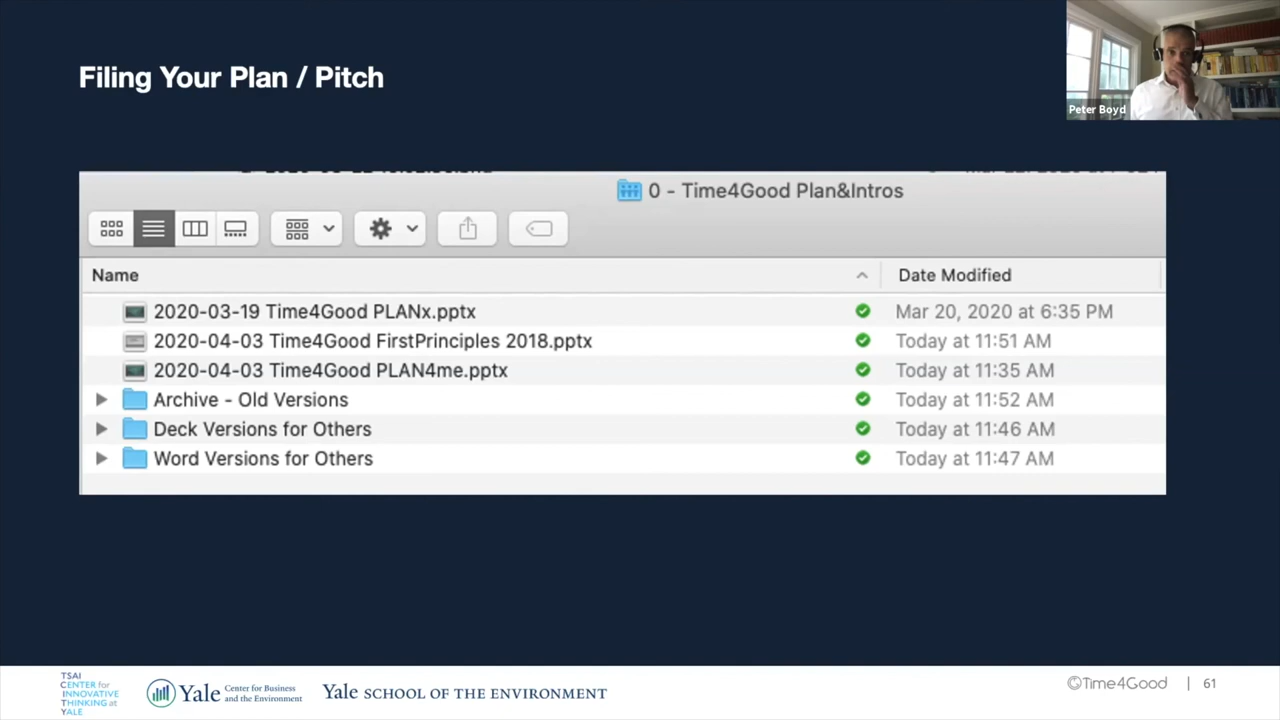 Filing Your Plan / Pitch
Peter Boyd
0 - Time4Good Plan&Intros
Name
Date Modified
2020-03-19 Time4Good PLANx.pptx
Mar 20, 2020 at 6:35 PM
2020-04-03 Time4Good FirstPrinciples 2018.pptx
Today at 11:51 AM
2020-04-03 Time4Good PLAN4me.pptx
Today at 11:35 AM
Archive - Old Versions
Today at 11:52 AM
Deck Versions for Others
Today at 11:46 AM
Word Versions for Others
Today at 11:47 AM
TSAI
CENTER for
INNOVATIVE
THINKING at
YALE
Yale Center for Business
and the Environment
Yale SCHOOL OF THE ENVIRONMENT
©Time4Good | 61